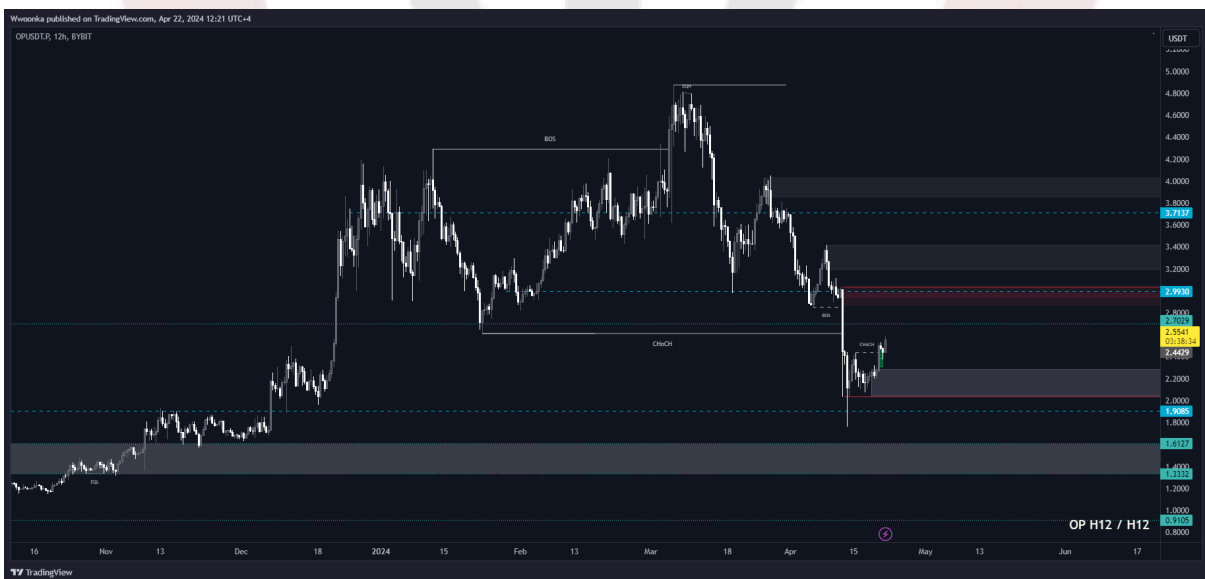 Wwoonka published on TradingView.com, Apr 22, 2024 12:21 UTC+4
OPUSDT.P, 12h, BYBIT
USDT
5.0000
4.8000
4.6000
4.4000
4.2000
4.0000
3.8000
3.7137
3.6000
3.4000
3.2000
2.9930
2.8000
2.7029
2.5541
03:38:34
2.4429
2.2000
2.0000
1.9085
1.8000
1.6127
1.4000
1.3332
1.2000
1.0000
0.9105
0.8000
EQH
BOS
BOS
CHoCH
CHoCH
EQL
OP H12 / H12
16 Nov 13 Dec 18 2024 15 Feb 13 Mar 18 Apr 15 May 13 Jun 17
TradingView